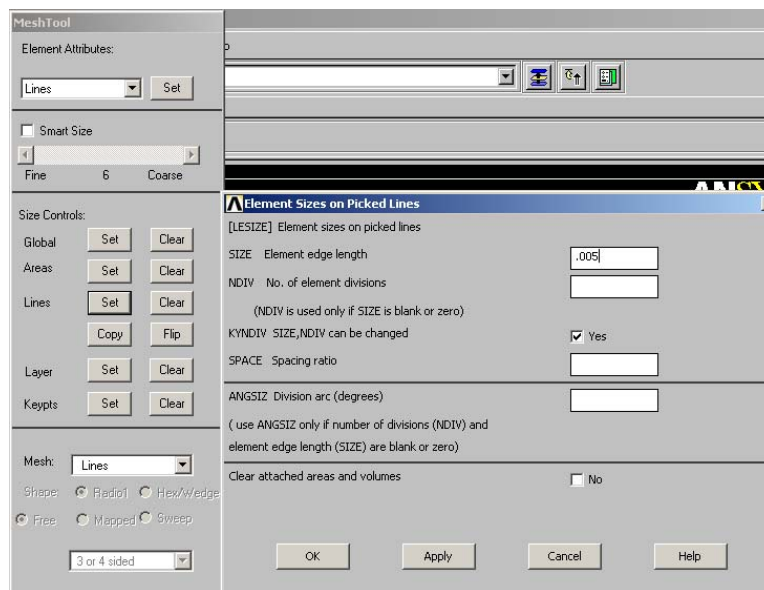 MeshTool
Element Attributes:
Lines
Set
Smart Size
Fine 6 Coarse
Size Controls:
Global Set Clear
Areas Set Clear
Lines Set Clear
Copy Flip
Layer Set Clear
Keypts Set Clear
Mesh: Lines
Shape: Radio1 Hex/Wedge
Free Mapped Sweep
3 or 4 sided
Element Sizes on Picked Lines
[LESIZE] Element sizes on picked lines
SIZE Element edge length .005
NDIV No. of element divisions
(NDIV is used only if SIZE is blank or zero)
KYNDIV SIZE,NDIV can be changed Yes
SPACE Spacing ratio
ANGSIZ Division arc (degrees)
( use ANGSIZ only if number of divisions (NDIV) and
element edge length (SIZE) are blank or zero)
Clear attached areas and volumes No
OK Apply Cancel Help